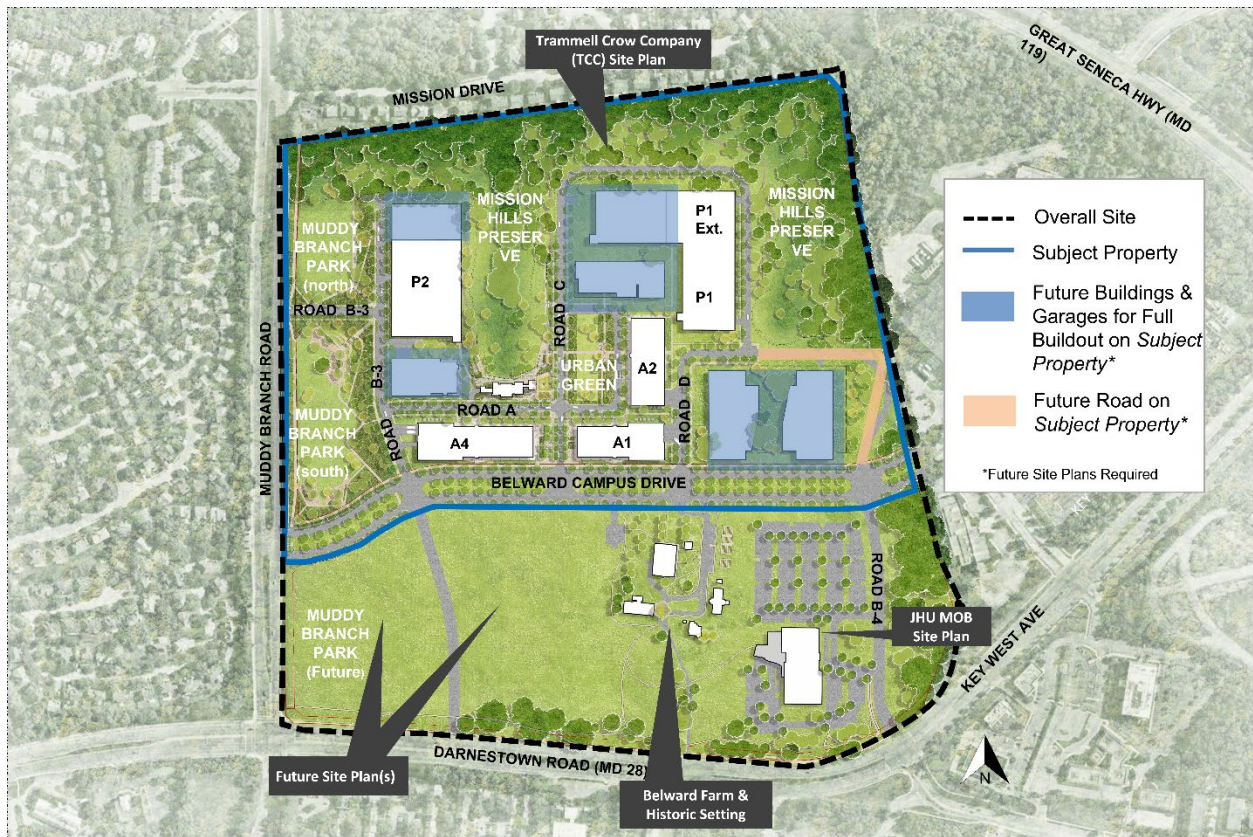 Trammell Crow Company
(TCC) Site Plan
GREAT SENECA HWY (MD
119)
MISSION DRIVE
MISSION
HILLS
PRESER
VE
P1
Ext.
MISSION
HILLS
PRESER
VE
MUDDY
BRANCH
PARK
(north)
P2
ROAD C
P1
ROAD B-3
MUDDY BRANCH ROAD
URBAN
GREEN
A2
ROAD D
ROAD B-3
ROAD A
MUDDY
BRANCH
PARK
(south)
A4
A1
BELWARD CAMPUS DRIVE
Overall Site
Subject Property
Future Buildings &
Garages for Full
Buildout on Subject
Property*
Future Road on
Subject Property*
*Future Site Plans Required
MUDDY
BRANCH
PARK
(Future)
ROAD B-4
JHU MOB
Site Plan
KEY WEST AVE
DARNESTOWN ROAD (MD 28)
Future Site Plan(s)
Belward Farm &
Historic Setting
N